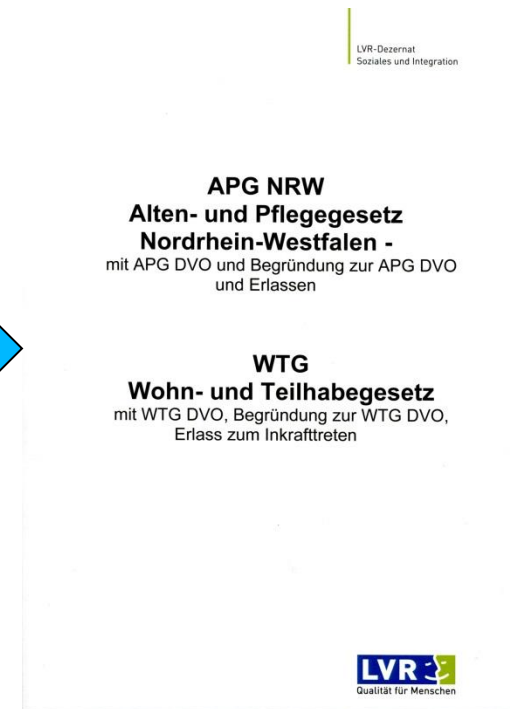 LVR-Dezernat
Soziales und Integration
APG NRW
Alten- und Pflegegesetz
Nordrhein-Westfalen -
mit APG DVO und Begründung zur APG DVO
und Erlassen
WTG
Wohn- und Teilhabegesetz
mit WTG DVO, Begründung zur WTG DVO,
Erlass zum Inkrafttreten
LVR
Qualität für Menschen